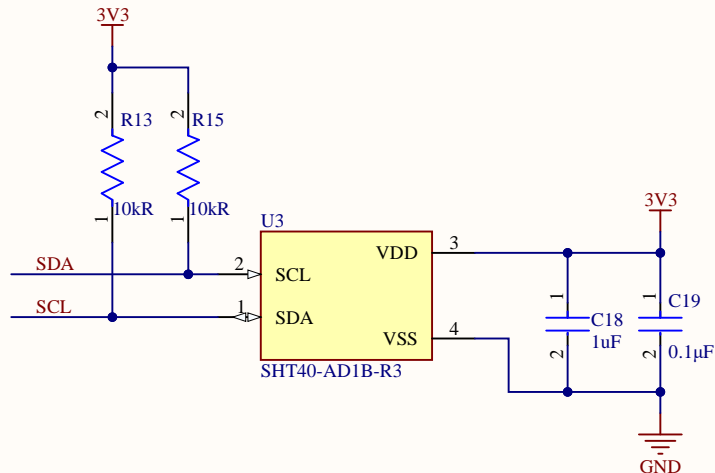 3V3
2
R13
2
R15
1
10kR
1
10kR
U3
3V3
SDA
2
SCL
VDD
3
SCL
1
SDA
VSS
4
1
C18
1uF
2
1
C19
0.1µF
2
SHT40-AD1B-R3
GND